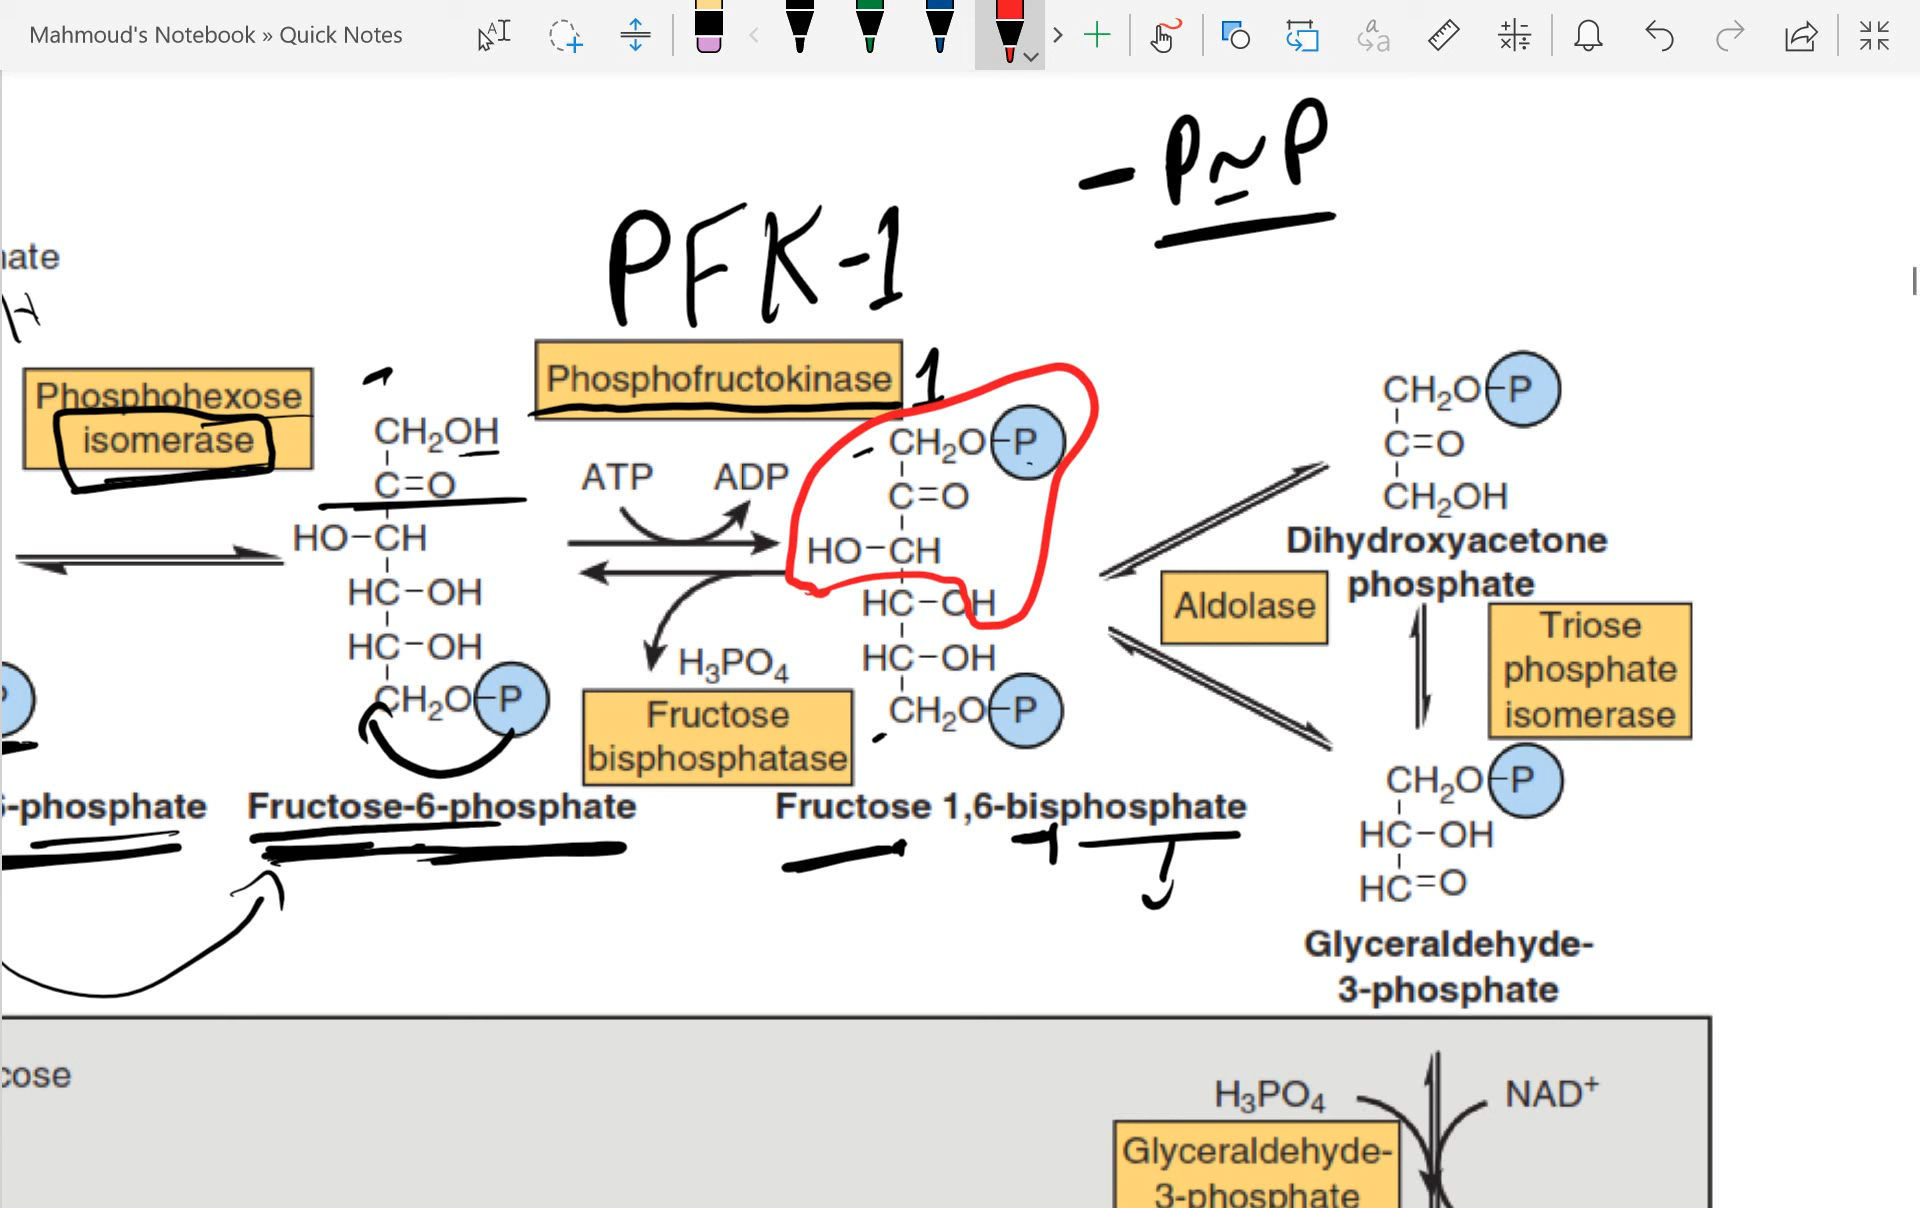 Mahmoud's Notebook » Quick Notes
- P~P
PFK-1
nate
H
Phosphohexose
isomerase
CH₂OH
C=O
HO-CH
HC-OH
HC-OH
CH₂O-P
Phosphofructokinase 1
ATP ADP
H₃PO₄
Fructose
bisphosphatase
CH₂O-P
C=O
HO-CH
HC-OH
HC-OH
CH₂O-P
CH₂O-P
C=O
CH₂OH
Dihydroxyacetone
phosphate
Aldolase
Triose
phosphate
isomerase
CH₂O-P
HC-OH
HC=O
-phosphate
Fructose-6-phosphate
Fructose 1,6-bisphosphate
Glyceraldehyde-
3-phosphate
cose
H₃PO₄ NAD⁺
Glyceraldehyde-
3-phosphate